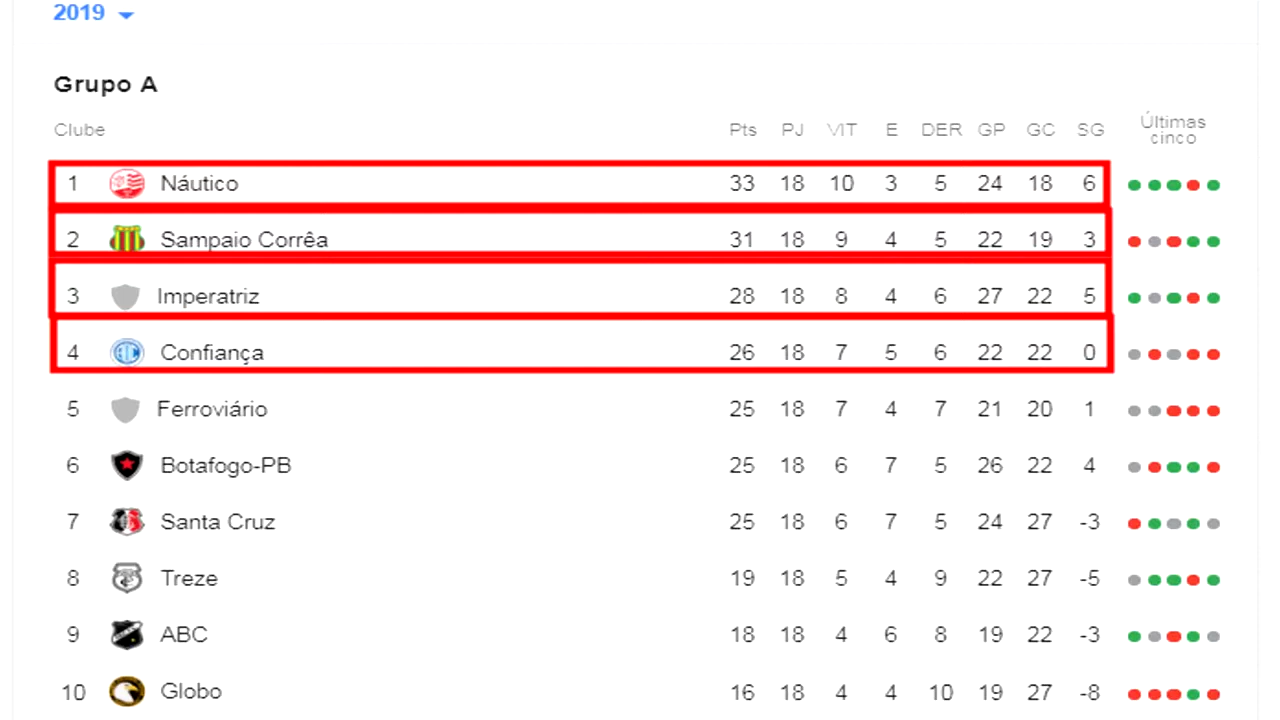 2019
Grupo A
Clube Pts PJ VIT E DER GP GC SG Últimas cinco
1 Náutico 33 18 10 3 5 24 18 6
2 Sampaio Corrêa 31 18 9 4 5 22 19 3
3 Imperatriz 28 18 8 4 6 27 22 5
4 Confiança 26 18 7 5 6 22 22 0
5 Ferroviário 25 18 7 4 7 21 20 1
6 Botafogo-PB 25 18 6 7 5 26 22 4
7 Santa Cruz 25 18 6 7 5 24 27 -3
8 Treze 19 18 5 4 9 22 27 -5
9 ABC 18 18 4 6 8 19 22 -3
10 Globo 16 18 4 4 10 19 27 -8